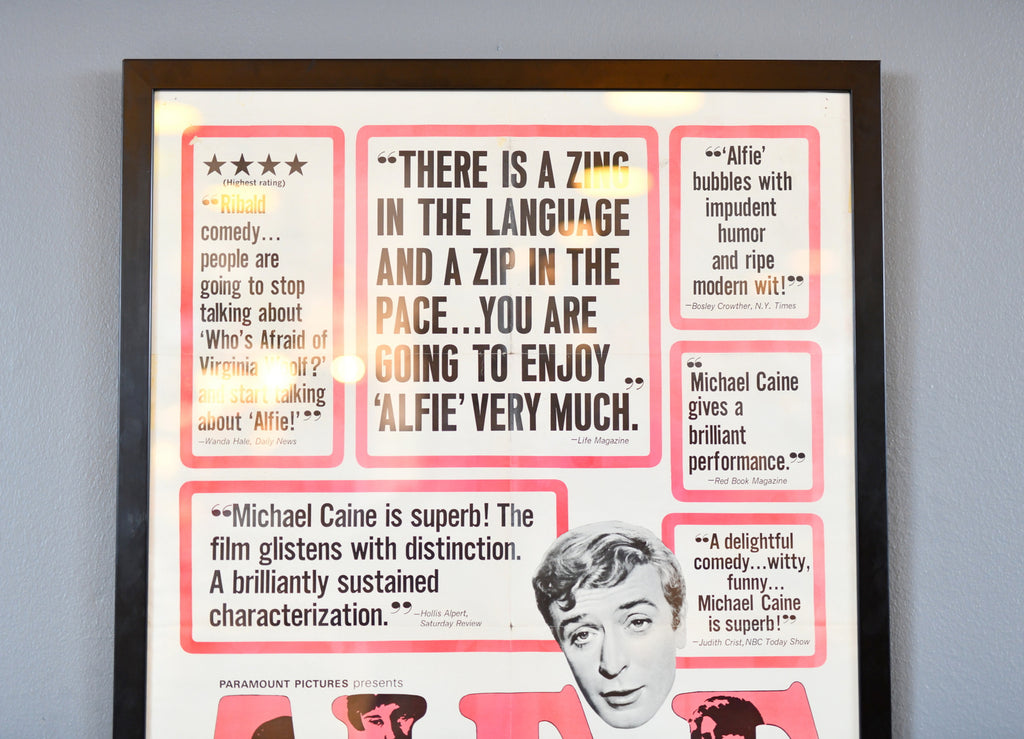 ★★★★
(Highest rating)
“Ribald
comedy...
people are
going to stop
talking about
‘Who's Afraid of
Virginia Woolf?’
and start talking
about ‘Alfie!’”
—Wanda Hale, Daily News
“THERE IS A ZING
IN THE LANGUAGE
AND A ZIP IN THE
PACE...YOU ARE
GOING TO ENJOY
‘ALFIE’ VERY MUCH.”
—Life Magazine
“‘Alfie’
bubbles with
impudent
humor
and ripe
modern wit!”
—Bosley Crowther, N.Y. Times
“Michael Caine
gives a
brilliant
performance.”
—Red Book Magazine
“Michael Caine is superb! The
film glistens with distinction.
A brilliantly sustained
characterization.”
—Hollis Alpert,
Saturday Review
“A delightful
comedy...witty,
funny...
Michael Caine
is superb!”
—Judith Crist, NBC Today Show
PARAMOUNT PICTURES presents